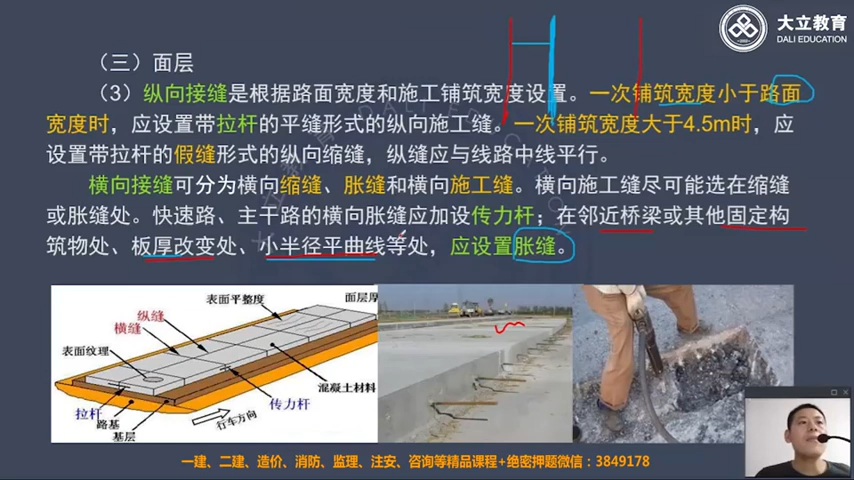 大立教育
DALI EDUCATION
（三）面层
（3）纵向接缝是根据路面宽度和施工铺筑宽度设置。一次铺筑宽度小于路面
宽度时，应设置带拉杆的平缝形式的纵向施工缝。一次铺筑宽度大于4.5m时，应
设置带拉杆的假缝形式的纵向缩缝，纵缝应与线路中线平行。
横向接缝可分为横向缩缝、胀缝和横向施工缝。横向施工缝尽可能选在缩缝
或胀缝处。快速路、主干路的横向胀缝应加设传力杆；在邻近桥梁或其他固定构
筑物处、板厚改变处、小半径平曲线等处，应设置胀缝。
表面平整度
面层厚
纵缝
横缝
表面纹理
混凝土材料
拉杆
传力杆
路基
行车方向
基层
一建、二建、造价、消防、监理、注安、咨询等精品课程+绝密押题微信：3849178